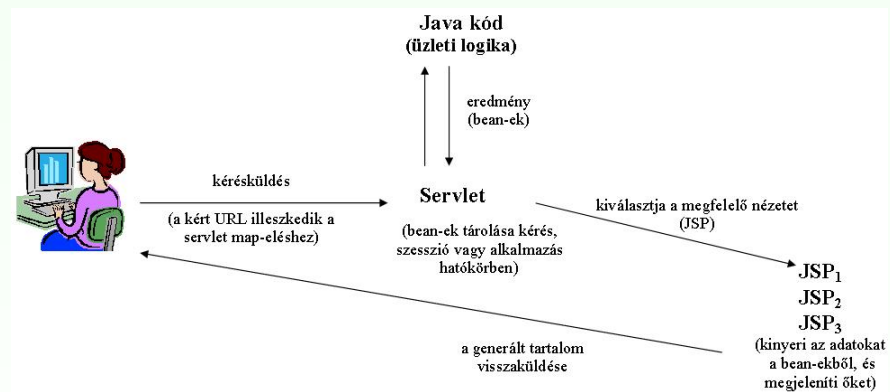 Java kód
(üzleti logika)
eredmény
(bean-ek)
kérésküldés
(a kért URL illeszkedik a
servlet map-eléshez)
Servlet
(bean-ek tárolása kérés,
szesszió vagy alkalmazás
hatókörben)
kiválasztja a megfelelő nézetet
(JSP)
JSP₁
JSP₂
JSP₃
(kinyeri az adatokat
a bean-ekből, és
megjeleníti őket)
a generált tartalom
visszaküldése